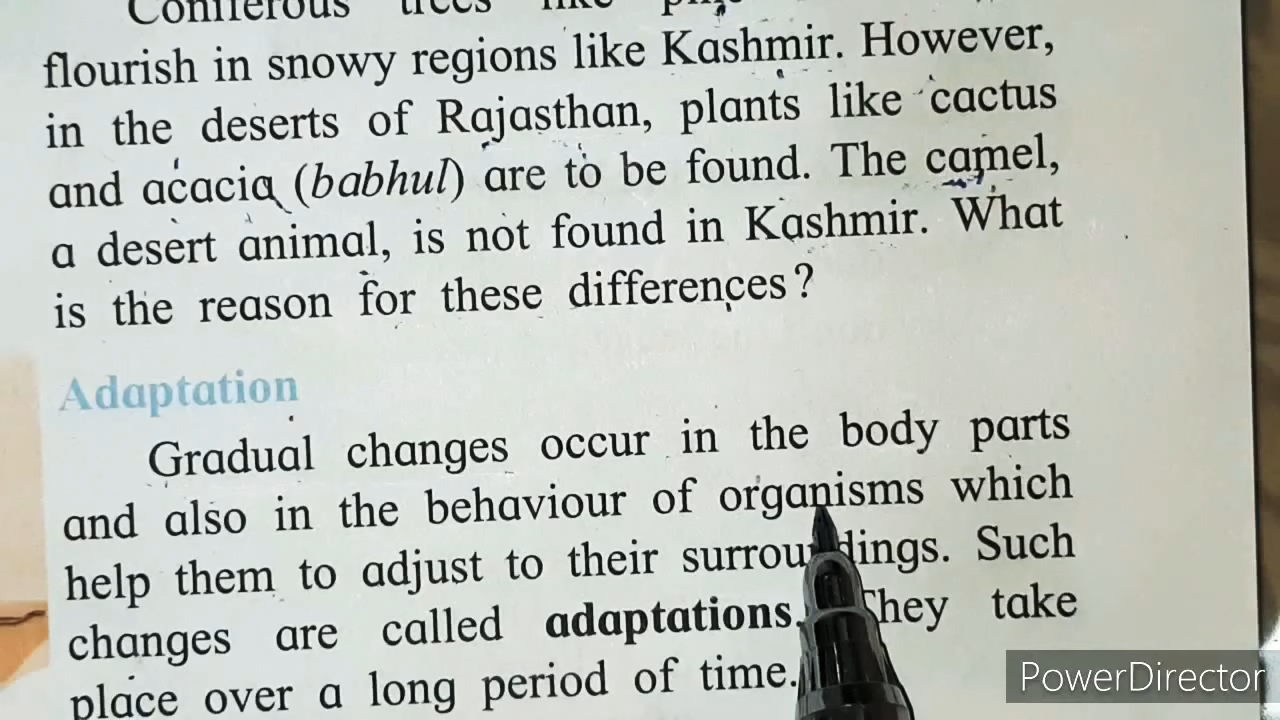 Coniferous trees like
flourish in snowy regions like Kashmir. However,
in the deserts of Rajasthan, plants like cactus
and acacia (babhul) are to be found. The camel,
a desert animal, is not found in Kashmir. What
is the reason for these differences?
Adaptation
Gradual changes occur in the body parts
and also in the behaviour of organisms which
help them to adjust to their surroundings. Such
changes are called adaptations. They take
place over a long period of time.
PowerDirector